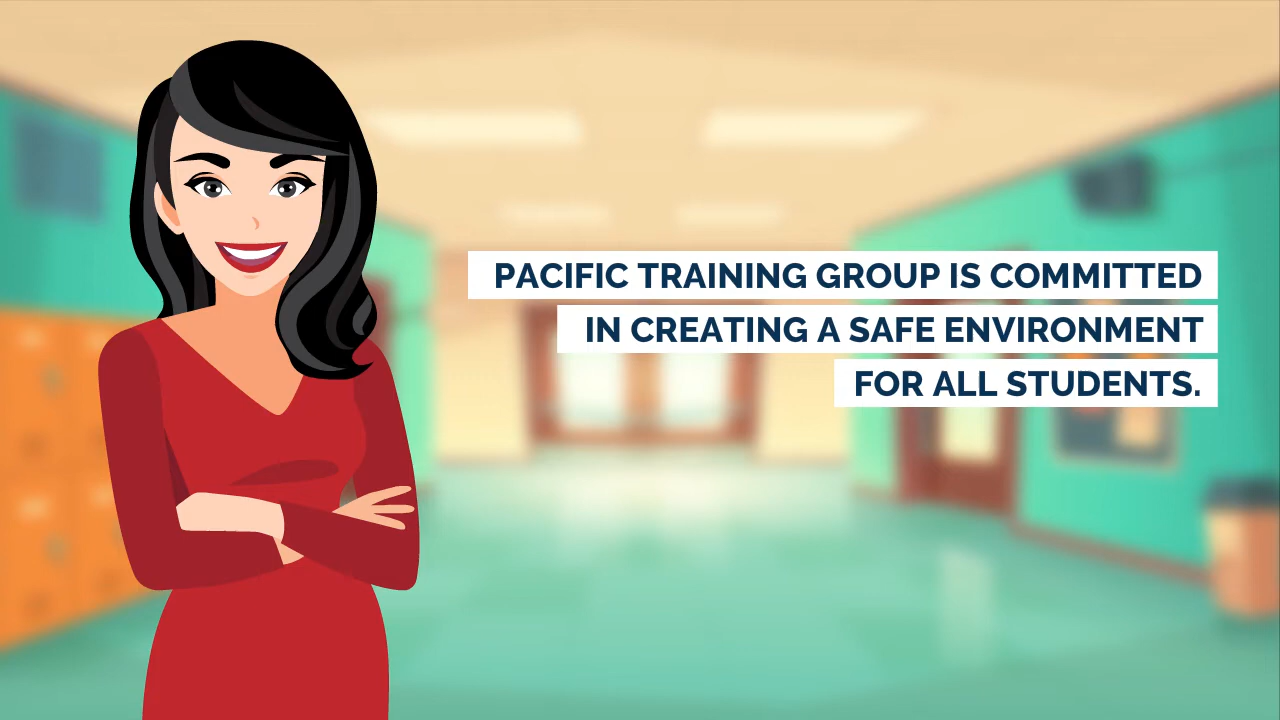 PACIFIC TRAINING GROUP IS COMMITTED
IN CREATING A SAFE ENVIRONMENT
FOR ALL STUDENTS.